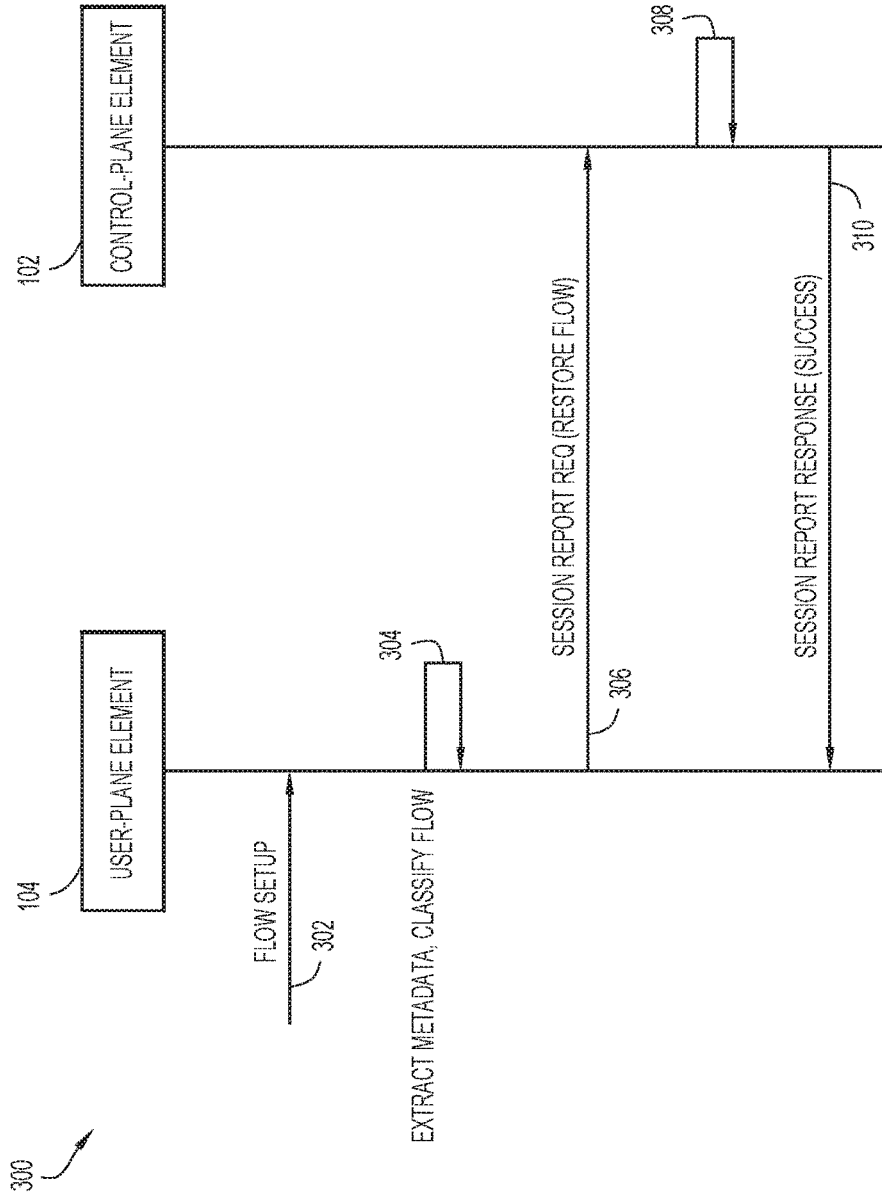 300
104
USER-PLANE ELEMENT
102
CONTROL-PLANE ELEMENT
FLOW SETUP
302
304
EXTRACT METADATA, CLASSIFY FLOW
SESSION REPORT REQ (RESTORE FLOW)
306
308
SESSION REPORT RESPONSE (SUCCESS)
310